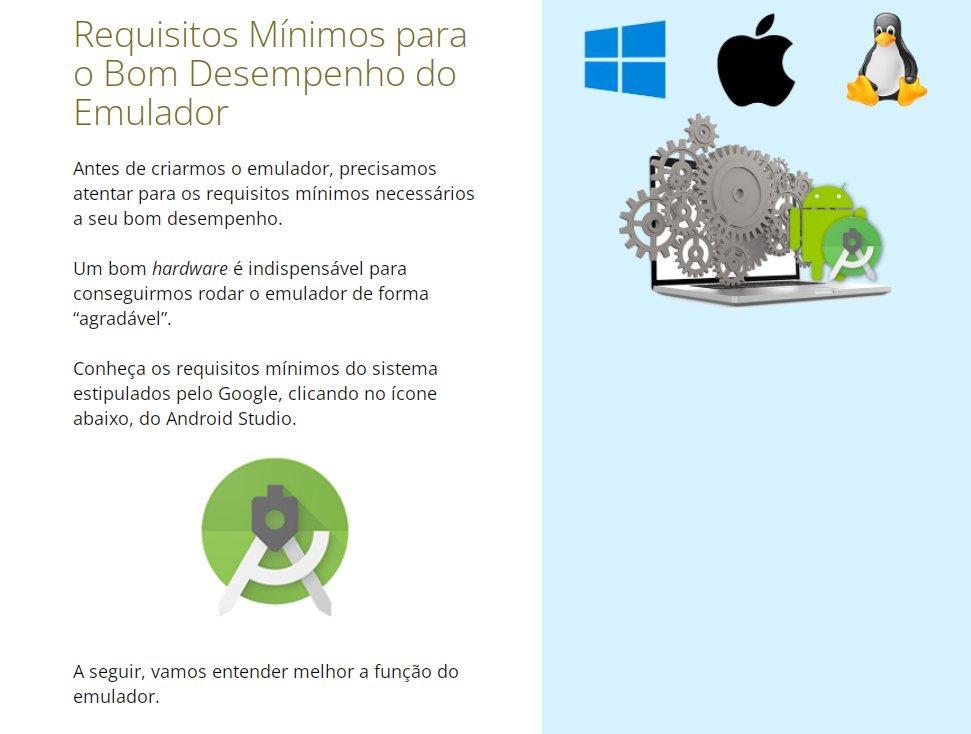 Requisitos Mínimos para
o Bom Desempenho do
Emulador
Antes de criarmos o emulador, precisamos
atentar para os requisitos mínimos necessários
a seu bom desempenho.
Um bom hardware é indispensável para
conseguirmos rodar o emulador de forma
“agradável”.
Conheça os requisitos mínimos do sistema
estipulados pelo Google, clicando no ícone
abaixo, do Android Studio.
A seguir, vamos entender melhor a função do
emulador.